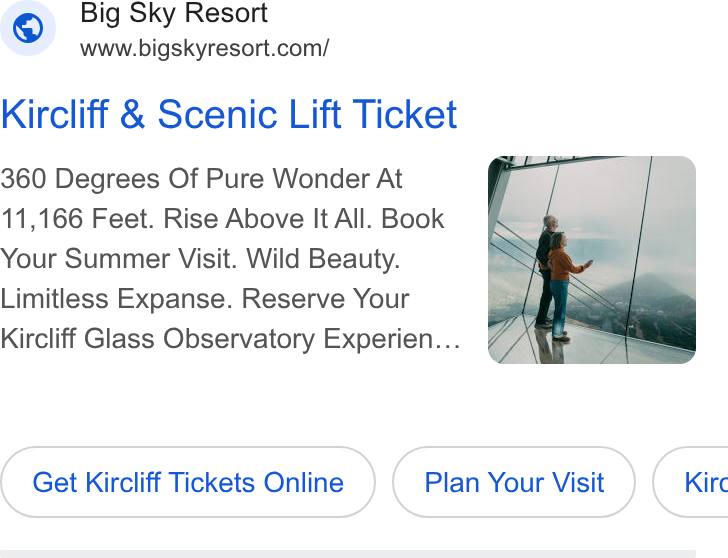 Big Sky Resort
www.bigskyresort.com/
Kircliff & Scenic Lift Ticket
360 Degrees Of Pure Wonder At
11,166 Feet. Rise Above It All. Book
Your Summer Visit. Wild Beauty.
Limitless Expanse. Reserve Your
Kircliff Glass Observatory Experien…
Get Kircliff Tickets Online
Plan Your Visit